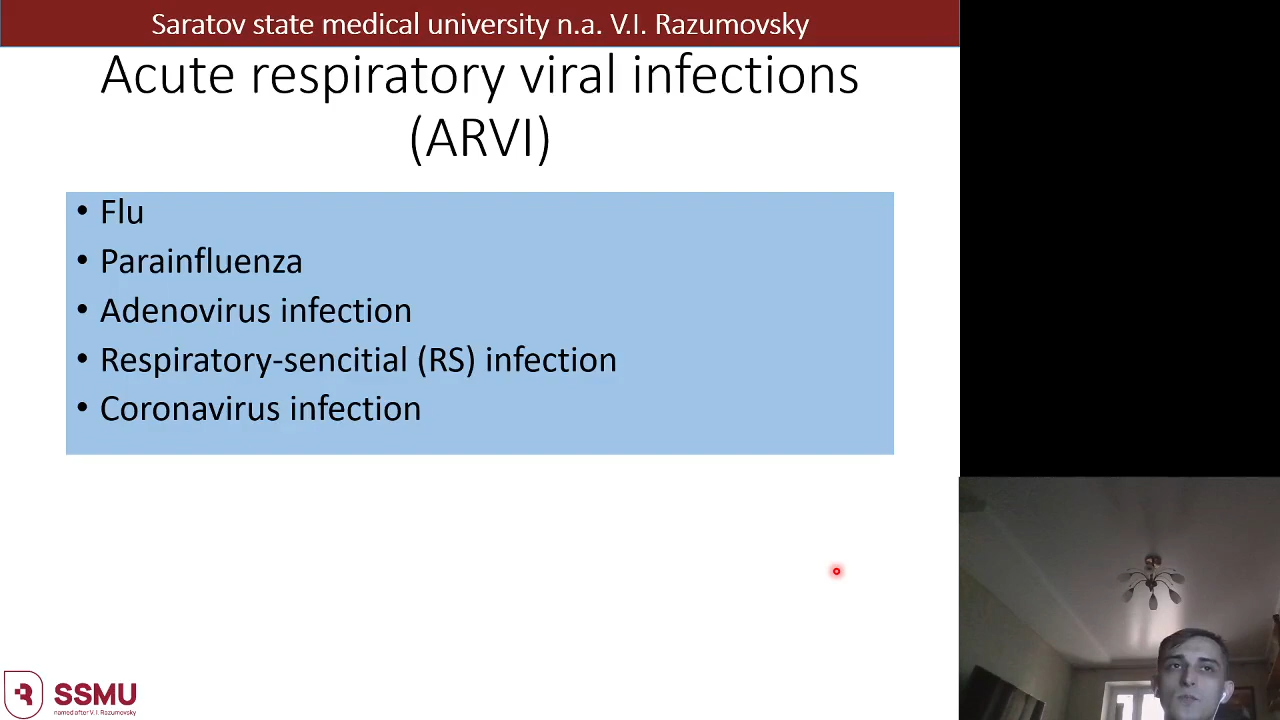 Saratov state medical university n.a. V.I. Razumovsky
Acute respiratory viral infections
(ARVI)
• Flu
• Parainfluenza
• Adenovirus infection
• Respiratory-sencitial (RS) infection
• Coronavirus infection
SSMU
named after V. I. Razumovsky